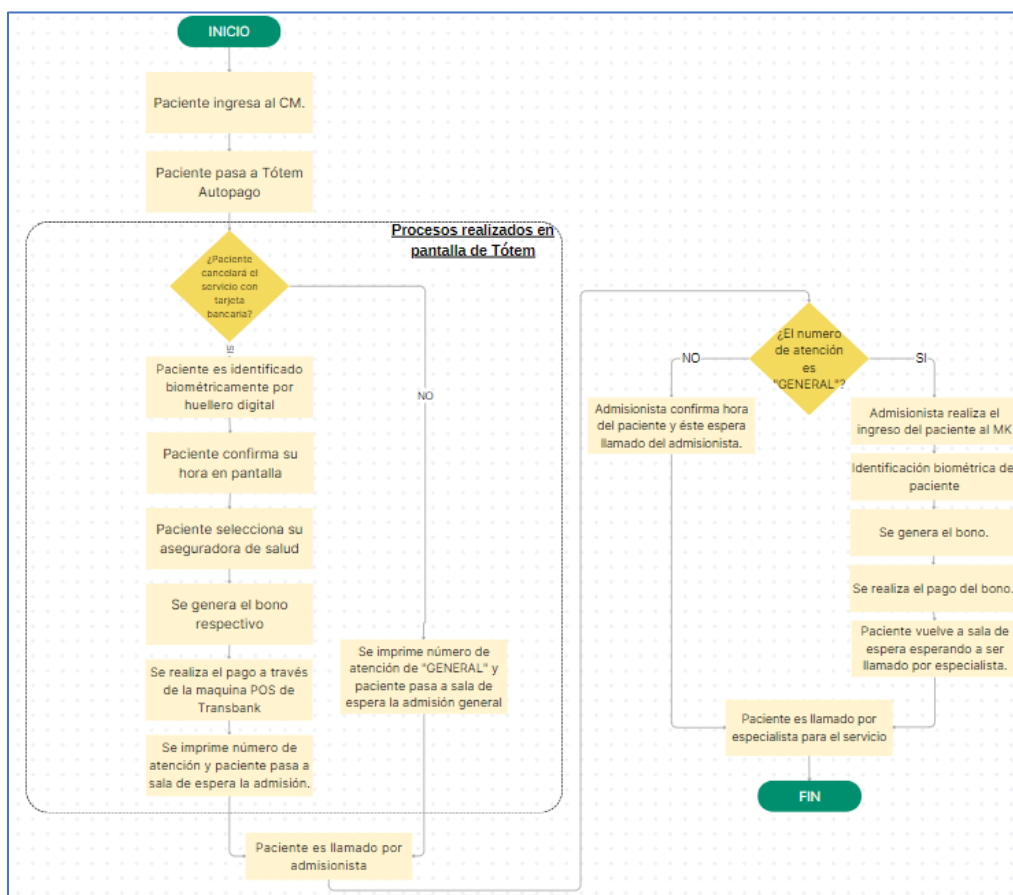 INICIO
Paciente ingresa al CM.
Paciente pasa a Tótem
Autopago
Procesos realizados en
pantalla de Tótem
¿Paciente
cancelará el
servicio con
tarjeta
bancaria?
SI
NO
Paciente es identificado
biométricamente por
huellero digital
Paciente confirma su
hora en pantalla
Paciente selecciona su
aseguradora de salud
Se genera el bono
respectivo
Se realiza el pago a través
de la maquina POS de
Transbank
Se imprime número de
atención y paciente pasa a
sala de espera la admisión.
Se imprime número de
atención de "GENERAL" y
paciente pasa a sala de
espera la admisión general
Paciente es llamado por
admisionista
¿El numero
de atención
es
"GENERAL"?
NO
SI
Admisionista confirma hora
del paciente y éste espera
llamado del admisionista.
Admisionista realiza el
ingreso del paciente al MK
Identificación biométrica de
paciente
Se genera el bono.
Se realiza el pago del bono.
Paciente vuelve a sala de
espera esperando a ser
llamado por especialista.
Paciente es llamado por
especialista para el servicio
FIN